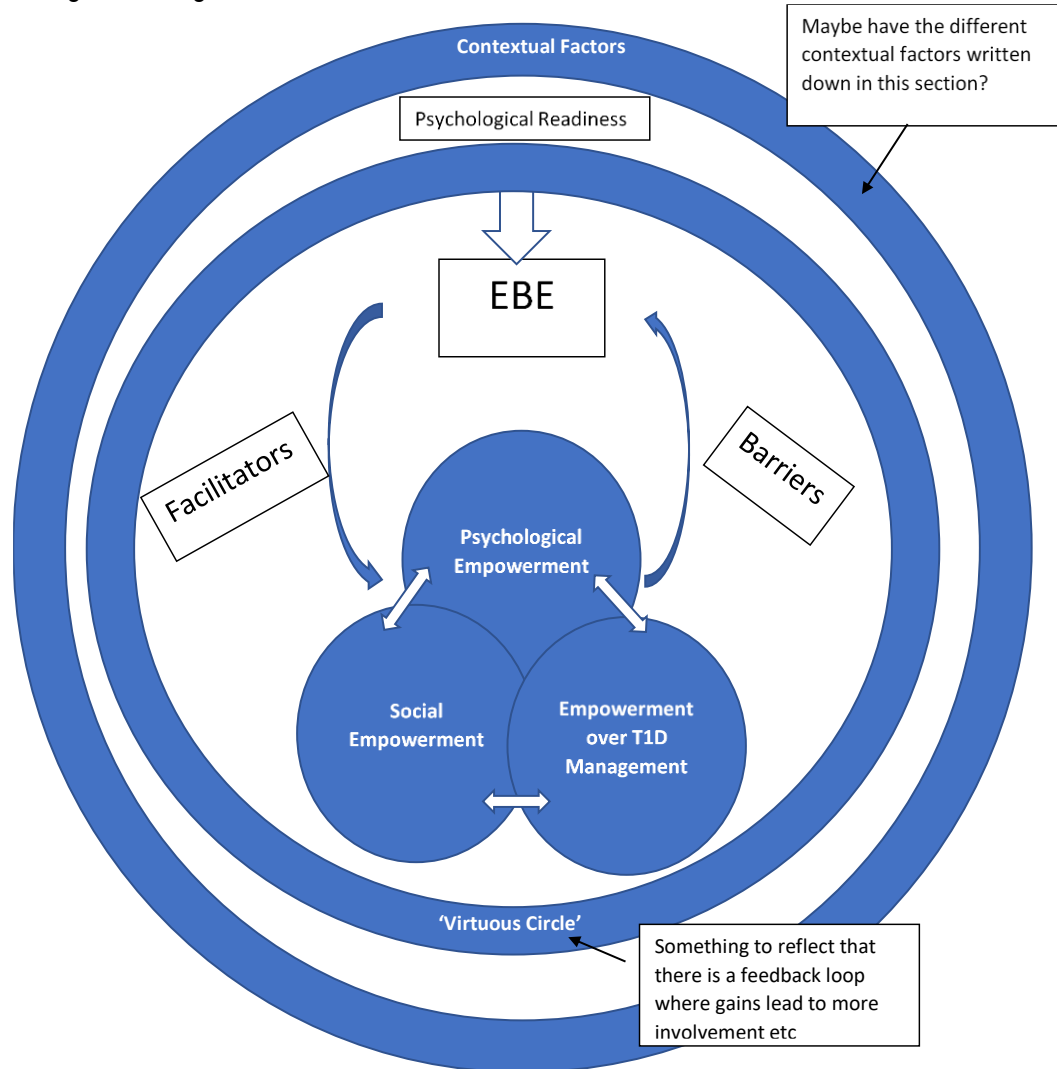 Contextual Factors
Maybe have the different
contextual factors written
down in this section?
Psychological Readiness
EBE
Facilitators
Barriers
Psychological
Empowerment
Social
Empowerment
Empowerment
over T1D
Management
‘Virtuous Circle’
Something to reflect that
there is a feedback loop
where gains lead to more
involvement etc